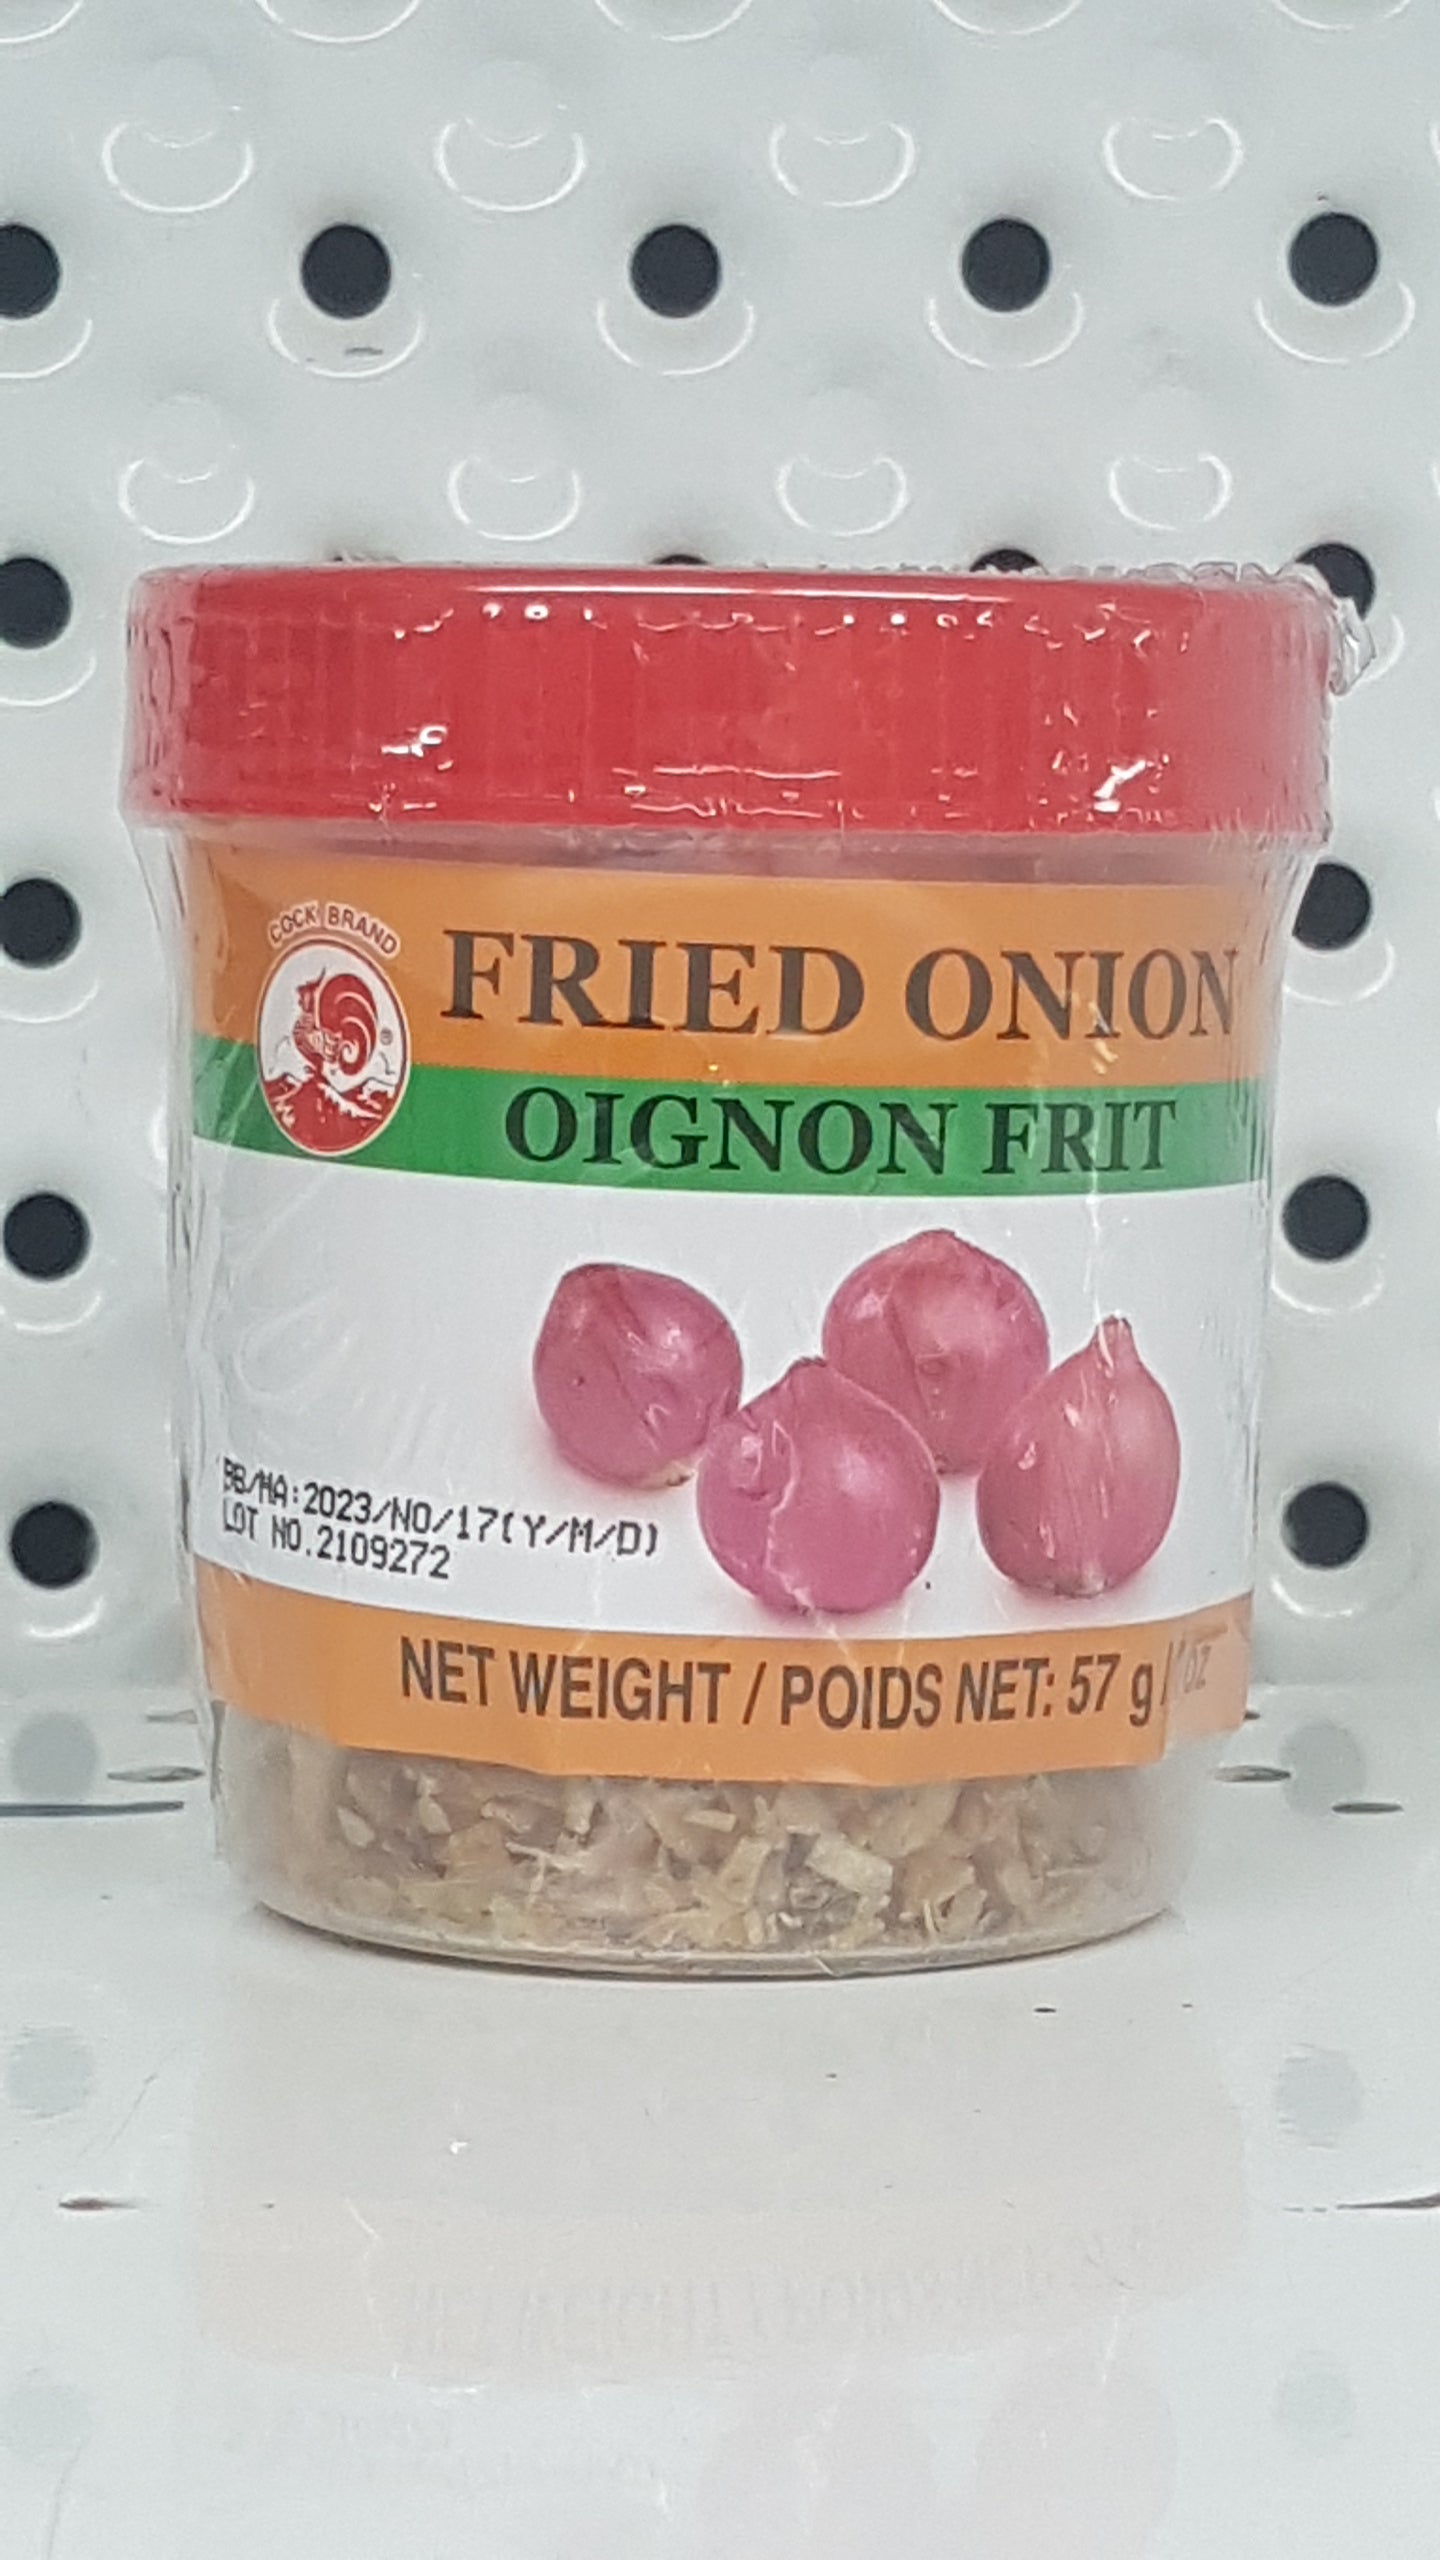 COCK BRAND
®
FRIED ONION
OIGNON FRIT
BB/MA:2023/NO/17(Y/M/D)
LOT NO.2109272
NET WEIGHT / POIDS NET: 57 g / oz